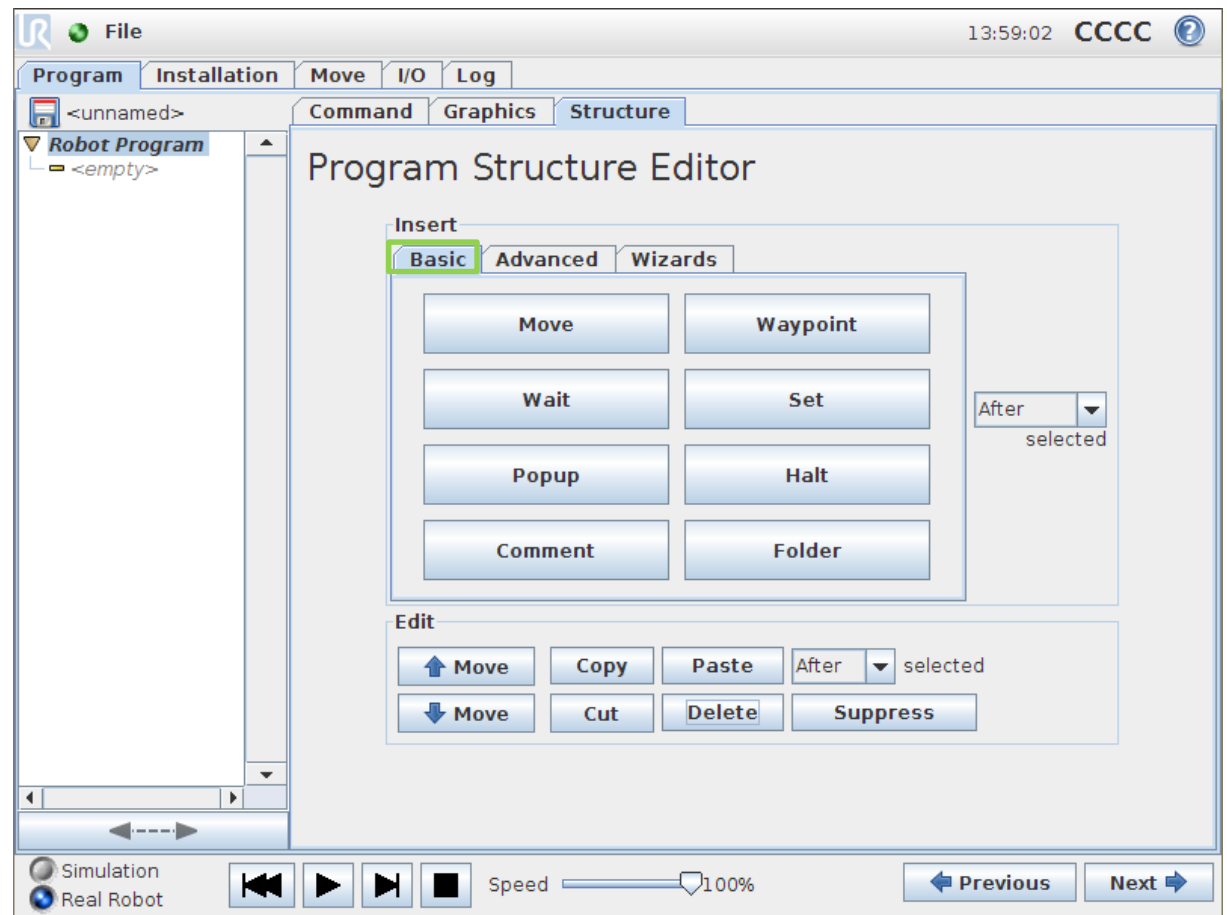 UR File 13:59:02 CCCC ?
Program Installation Move I/O Log
<unnamed> Command Graphics Structure
Robot Program
<empty>
Program Structure Editor
Insert
Basic Advanced Wizards
Move Waypoint
Wait Set
After
selected
Popup Halt
Comment Folder
Edit
Move Copy Paste After selected
Move Cut Delete Suppress
Simulation
Real Robot
Speed 100% Previous Next